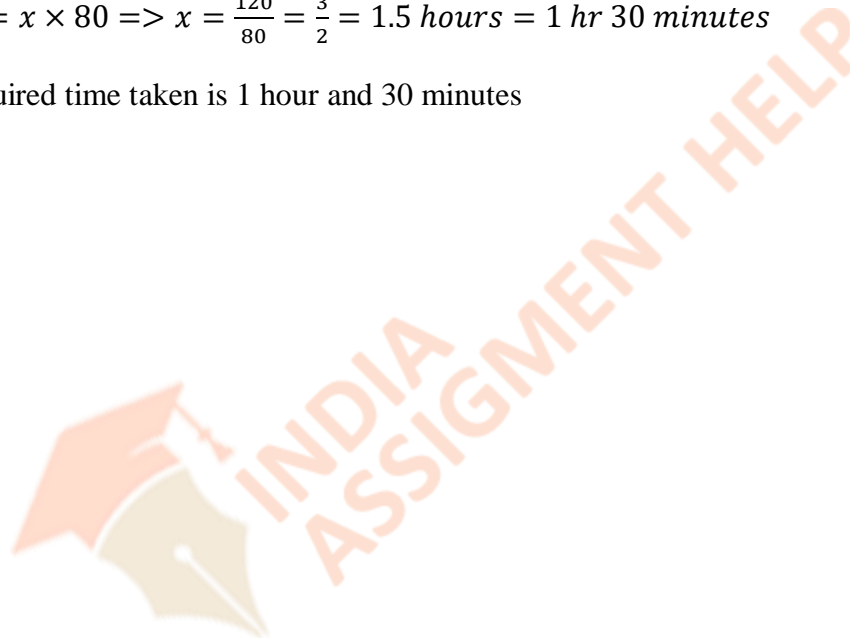 = x × 80 => x = 120/80 = 3/2 = 1.5 hours = 1 hr 30 minutes
uired time taken is 1 hour and 30 minutes
INDIA
ASSIGNMENT HELP